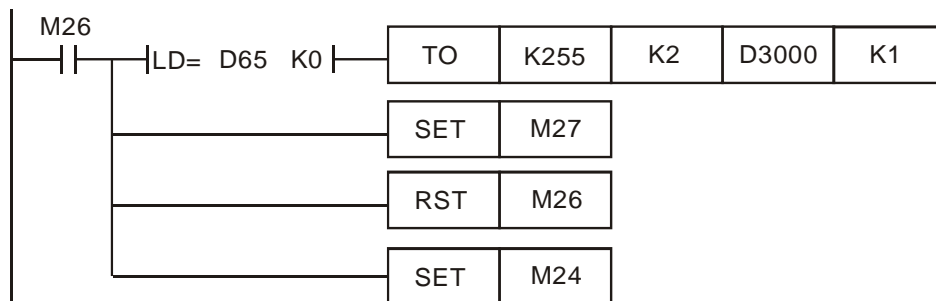 M26
LD= D65 K0 TO K255 K2 D3000 K1
SET M27
RST M26
SET M24